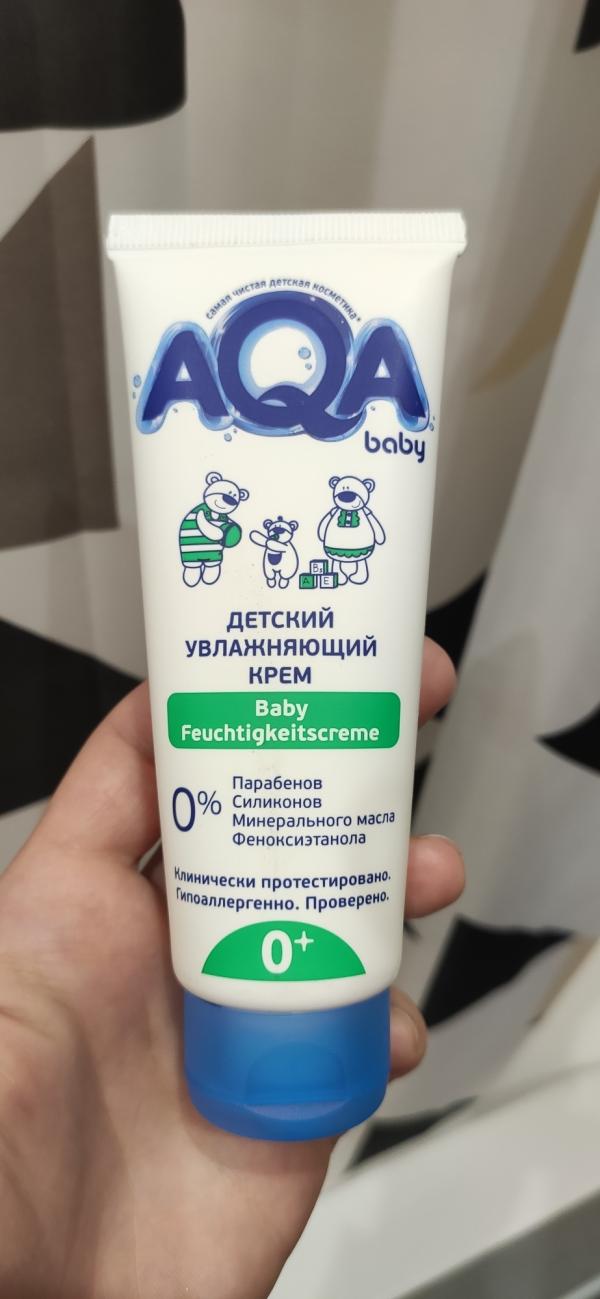 самая чистая детская косметика*
AQA
baby
B
A E
ДЕТСКИЙ
УВЛАЖНЯЮЩИЙ
КРЕМ
Baby
Feuchtigkeitscreme
0%
Парабенов
Силиконов
Минерального масла
Феноксиэтанола
Клинически протестировано.
Гипоаллергенно. Проверено.
0+